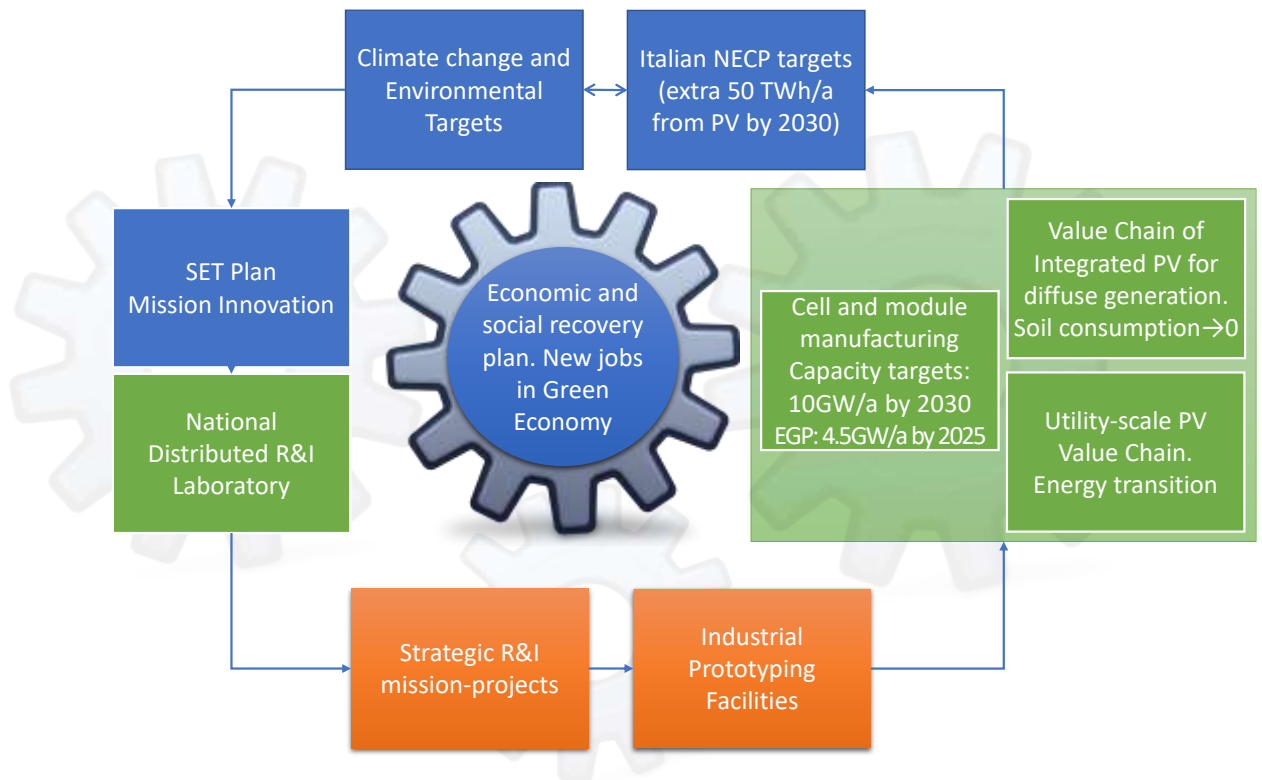 Climate change and
Environmental
Targets
Italian NECP targets
(extra 50 TWh/a
from PV by 2030)
SET Plan
Mission Innovation
National
Distributed R&I
Laboratory
Economic and
social recovery
plan. New jobs
in Green
Economy
Cell and module
manufacturing
Capacity targets:
10GW/a by 2030
EGP: 4.5GW/a by 2025
Value Chain of
Integrated PV for
diffuse generation.
Soil consumption→0
Utility-scale PV
Value Chain.
Energy transition
Strategic R&I
mission-projects
Industrial
Prototyping
Facilities